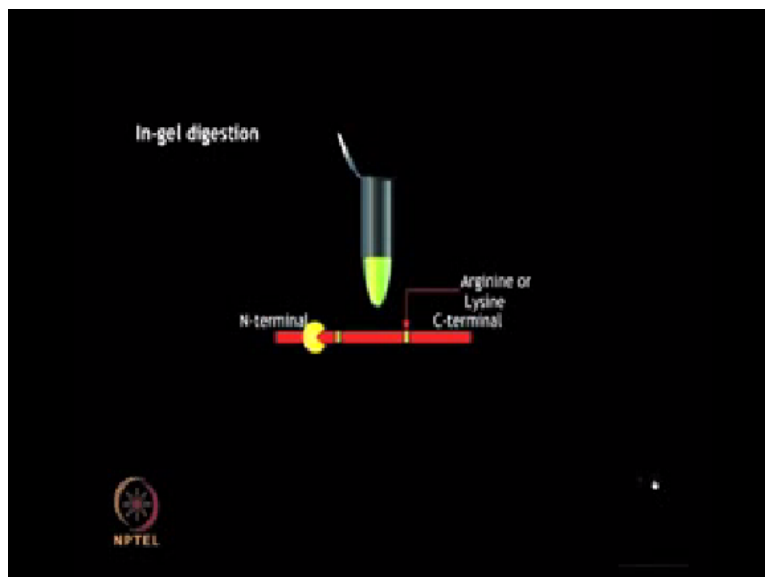 In-gel digestion
Arginine or
Lysine
N-terminal
C-terminal
NPTEL